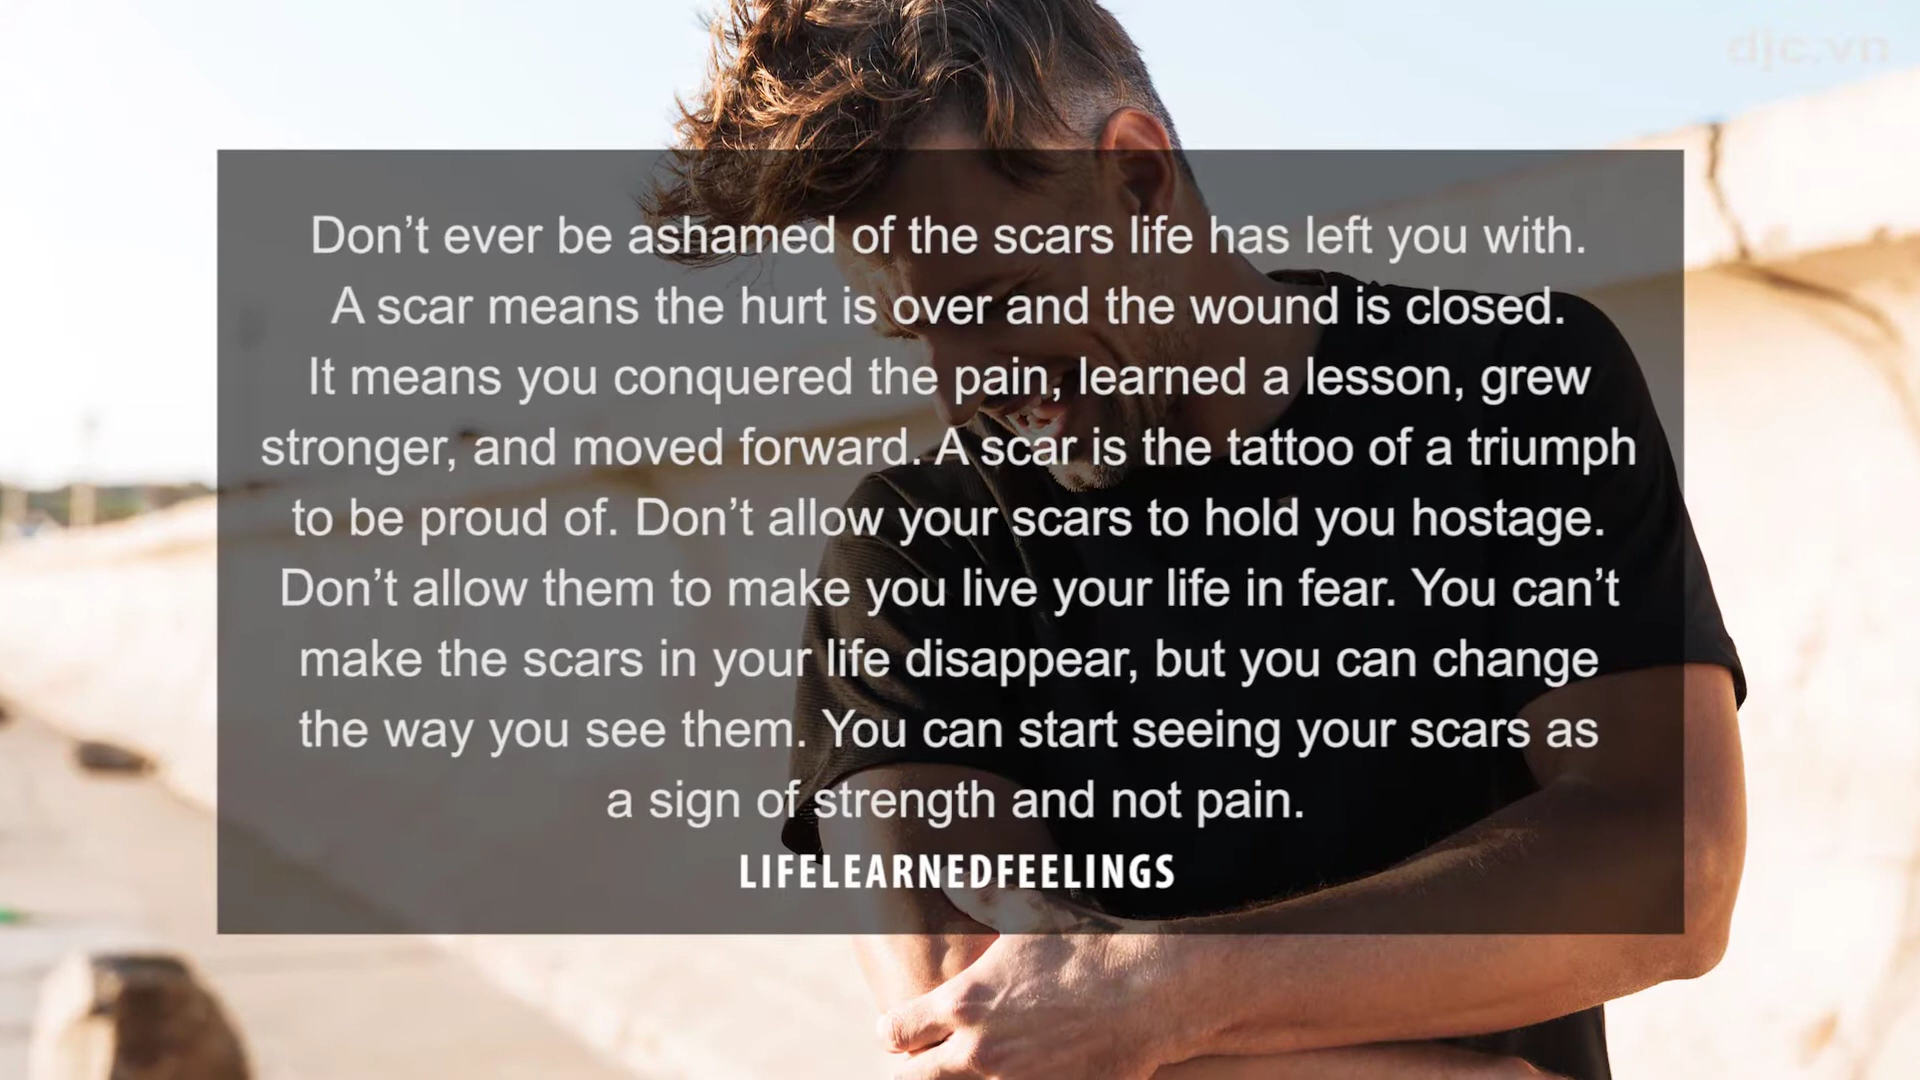 djc.vn
Don’t ever be ashamed of the scars life has left you with.
A scar means the hurt is over and the wound is closed.
It means you conquered the pain, learned a lesson, grew
stronger, and moved forward. A scar is the tattoo of a triumph
to be proud of. Don’t allow your scars to hold you hostage.
Don’t allow them to make you live your life in fear. You can’t
make the scars in your life disappear, but you can change
the way you see them. You can start seeing your scars as
a sign of strength and not pain.
LIFELEARNEDFEELINGS